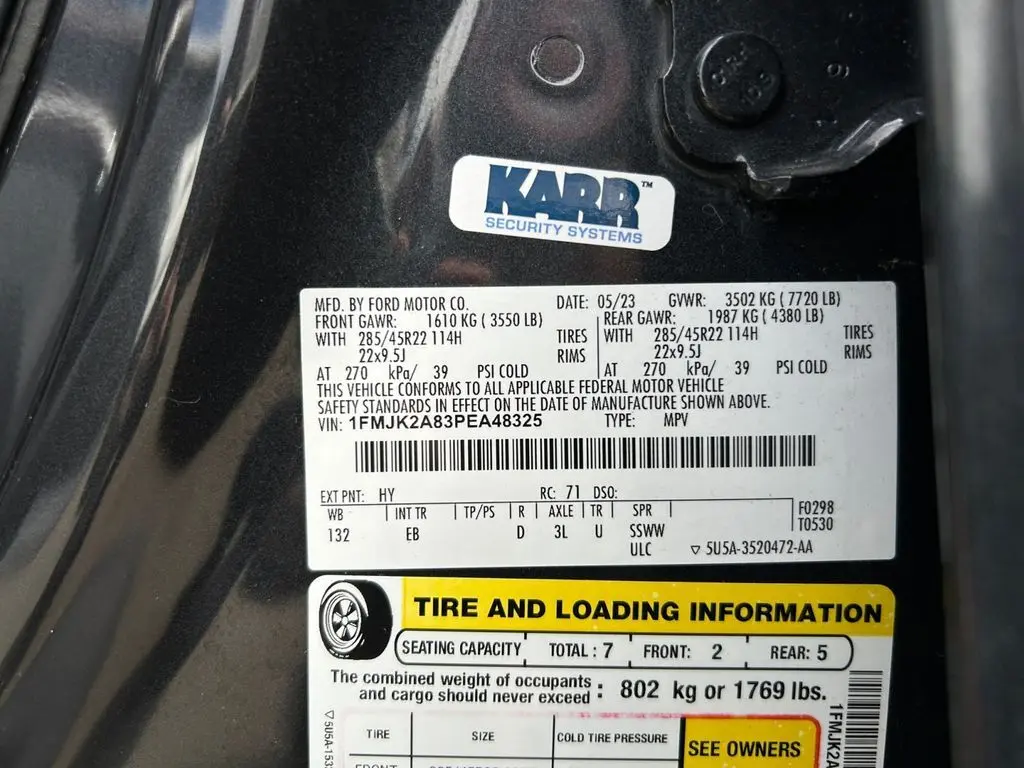 KARR™
SECURITY SYSTEMS
MFD. BY FORD MOTOR CO. DATE: 05/23 GVWR: 3502 KG ( 7720 LB)
FRONT GAWR: 1610 KG ( 3550 LB) REAR GAWR: 1987 KG ( 4380 LB)
WITH 285/45R22 114H TIRES WITH 285/45R22 114H TIRES
22x9.5J RIMS 22x9.5J RIMS
AT 270 kPa/ 39 PSI COLD AT 270 kPa/ 39 PSI COLD
THIS VEHICLE CONFORMS TO ALL APPLICABLE FEDERAL MOTOR VEHICLE
SAFETY STANDARDS IN EFFECT ON THE DATE OF MANUFACTURE SHOWN ABOVE.
VIN: 1FMJK2A83PEA48325 TYPE: MPV
EXT PNT: HY RC: 71 DSO:
WB INT TR TP/PS R AXLE TR SPR F0298
132 EB D 3L U SSWW T0530
ULC ▽ 5U5A-3520472-AA
TIRE AND LOADING INFORMATION
SEATING CAPACITY TOTAL : 7 FRONT: 2 REAR: 5
The combined weight of occupants
and cargo should never exceed : 802 kg or 1769 lbs.
TIRE SIZE COLD TIRE PRESSURE SEE OWNERS
▽ 5U5A-153
1FMJK2A